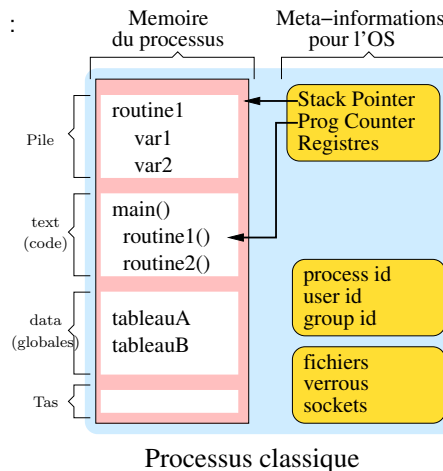 :
Memoire
du processus
Meta-informations
pour l'OS
Pile
routine1
var1
var2
text
(code)
main()
routine1()
routine2()
data
(globales)
tableauA
tableauB
Tas
Stack Pointer
Prog Counter
Registres
process id
user id
group id
fichiers
verrous
sockets
Processus classique